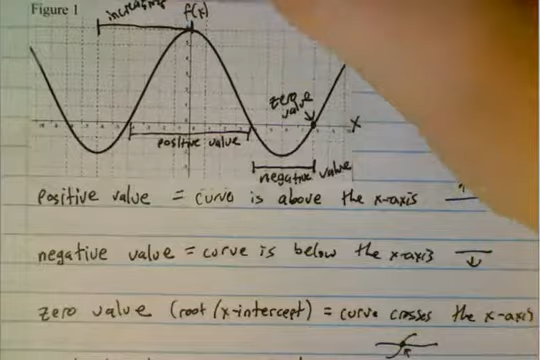 Figure 1
increasing
f(x)
zero
value
x
positive value
negative value
positive value = curve is above the x-axis
negative value = curve is below the x-axis
zero value (root/x-intercept) = curve crosses the x-axis